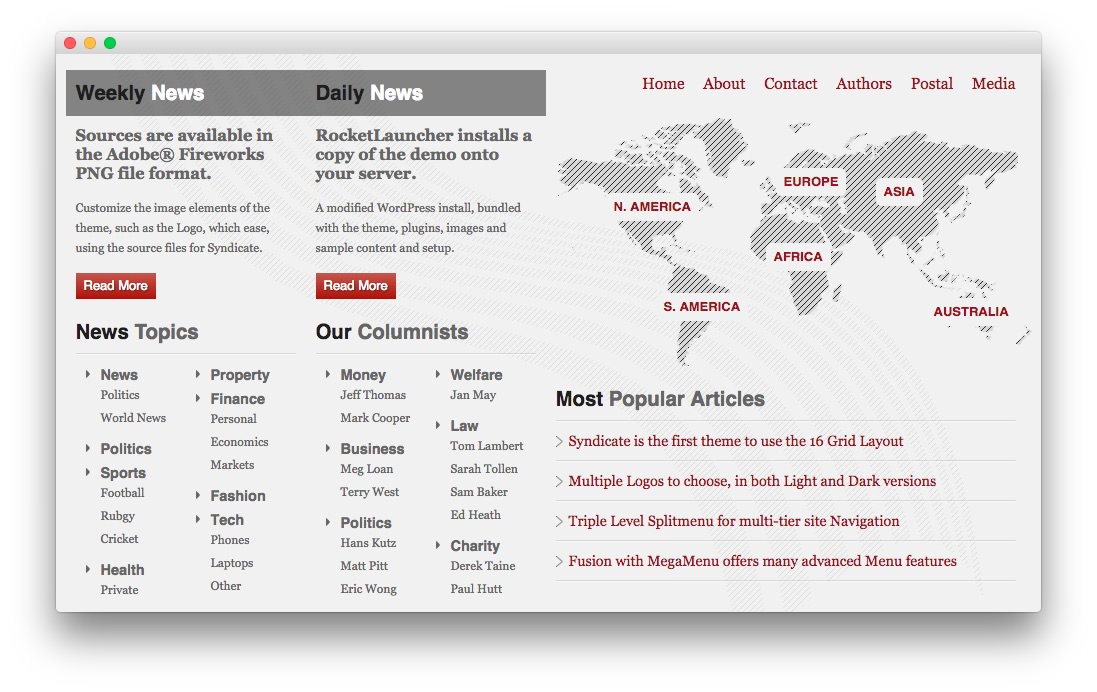 Weekly News
Sources are available in
the Adobe® Fireworks
PNG file format.
Customize the image elements of the
theme, such as the Logo, which ease,
using the source files for Syndicate.
Read More
Daily News
RocketLauncher installs a
copy of the demo onto
your server.
A modified WordPress install, bundled
with the theme, plugins, images and
sample content and setup.
Read More
Home About Contact Authors Postal Media
N. AMERICA
EUROPE
ASIA
AFRICA
S. AMERICA
AUSTRALIA
News Topics
News
Politics
World News
Politics
Sports
Football
Rubgy
Cricket
Health
Private
Property
Finance
Personal
Economics
Markets
Fashion
Tech
Phones
Laptops
Other
Our Columnists
Money
Jeff Thomas
Mark Cooper
Business
Meg Loan
Terry West
Politics
Hans Kutz
Matt Pitt
Eric Wong
Welfare
Jan May
Law
Tom Lambert
Sarah Tollen
Sam Baker
Ed Heath
Charity
Derek Taine
Paul Hutt
Most Popular Articles
Syndicate is the first theme to use the 16 Grid Layout
Multiple Logos to choose, in both Light and Dark versions
Triple Level Splitmenu for multi-tier site Navigation
Fusion with MegaMenu offers many advanced Menu features